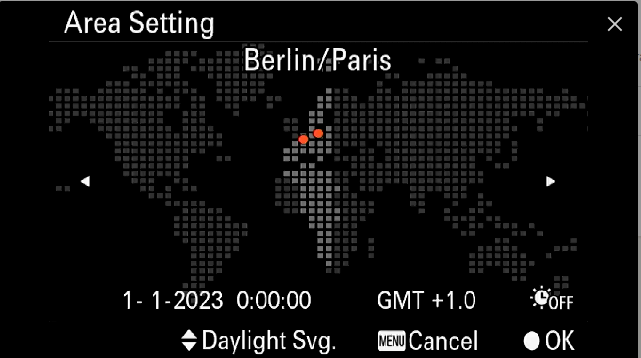 Area Setting
Berlin/Paris
1- 1-2023 0:00:00 GMT +1.0 OFF
Daylight Svg. MENU Cancel OK